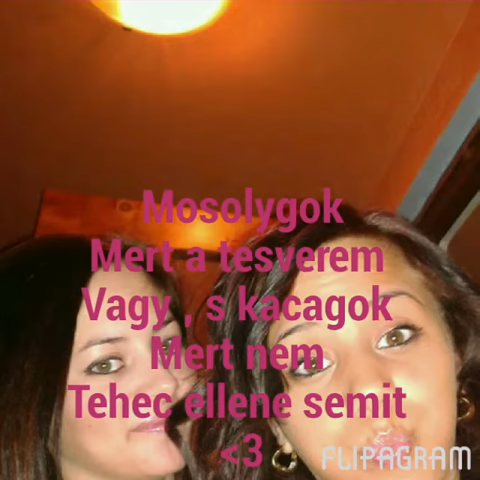 Mosolygok
Mert a tesverem
Vagy , s kacagok
Mert nem
Tehec ellene semit
<3
FLIPAGRAM